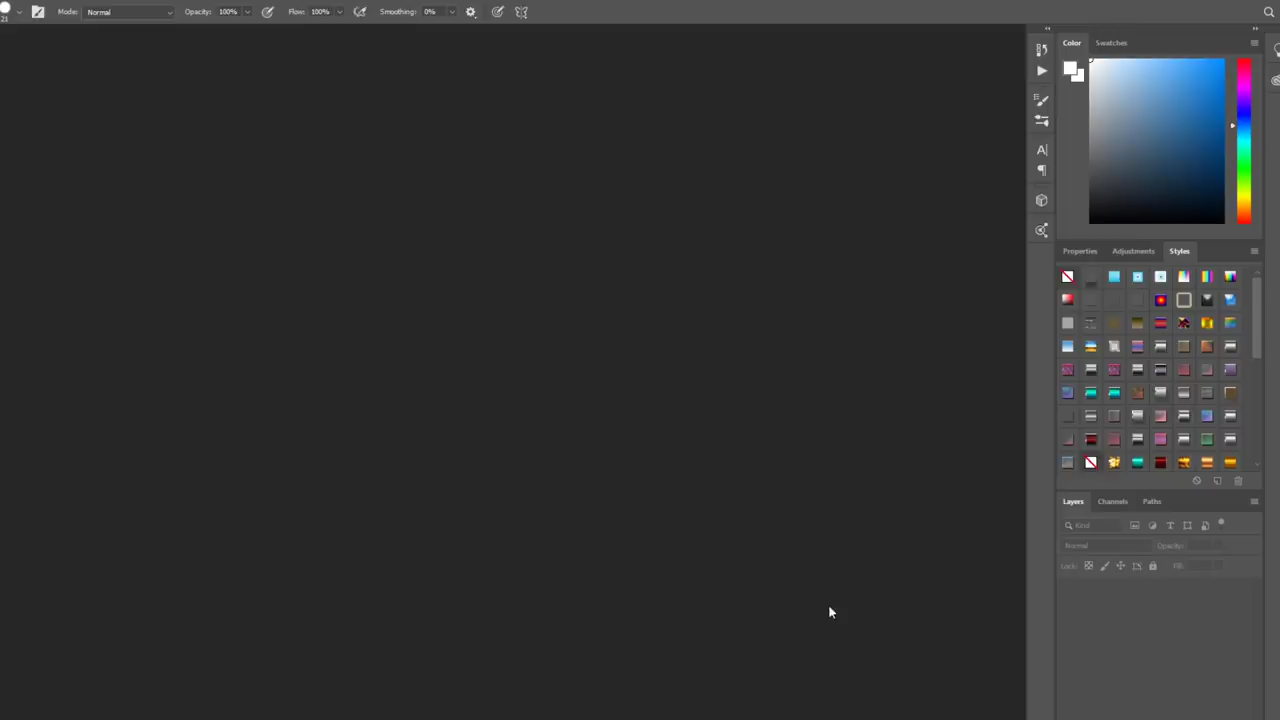 21
Mode: Normal Opacity: 100% Flow: 100% Smoothing: 0%
Color Swatches
A|
Properties Adjustments Styles
Layers Channels Paths
Kind
Normal Opacity:
Lock: Fill: